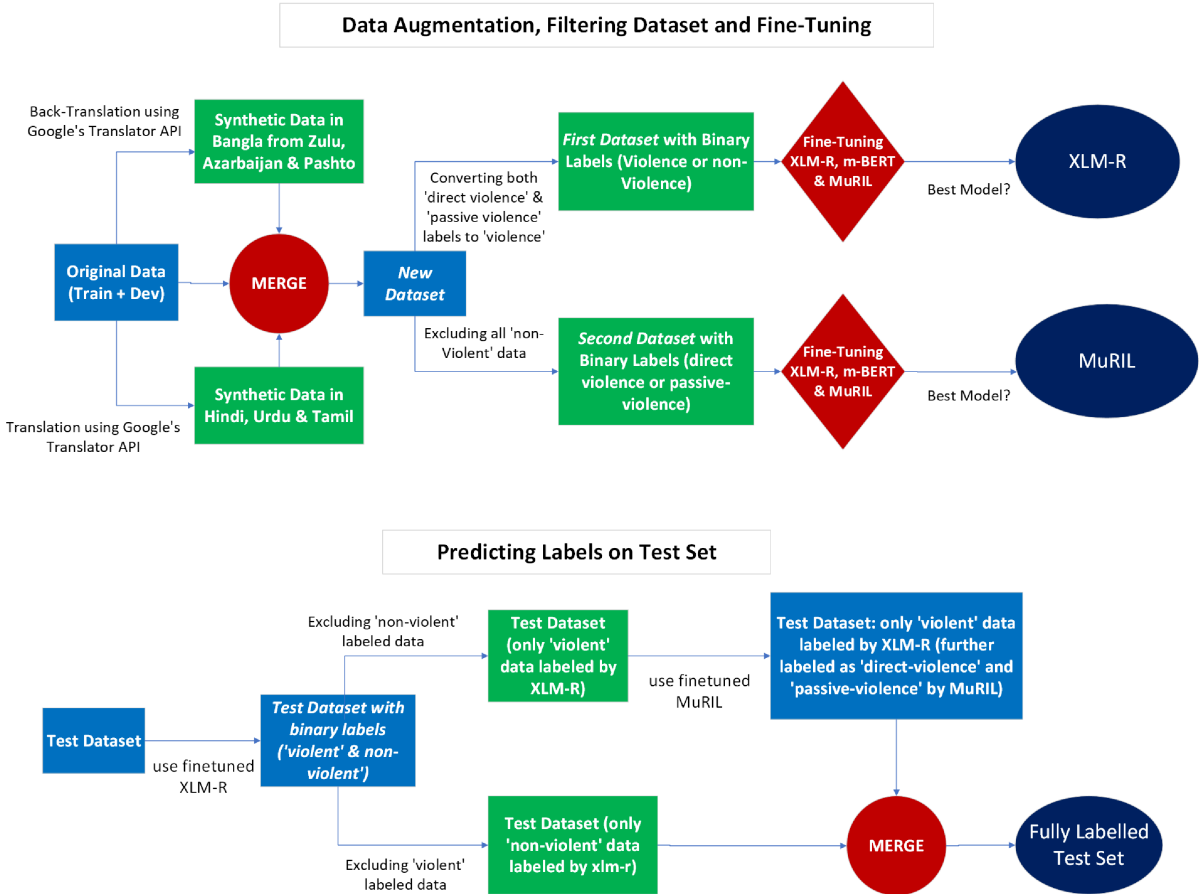 Data Augmentation, Filtering Dataset and Fine-Tuning
Back-Translation using
Google's Translator API
Synthetic Data in
Bangla from Zulu,
Azarbaijan & Pashto
Original Data
(Train + Dev)
MERGE
New
Dataset
Synthetic Data in
Hindi, Urdu & Tamil
Translation using Google's
Translator API
Converting both
'direct violence' &
'passive violence'
labels to 'violence'
First Dataset with Binary
Labels (Violence or non-
Violence)
Fine-Tuning
XLM-R, m-BERT
& MuRIL
Best Model?
XLM-R
Excluding all 'non-
Violent' data
Second Dataset with
Binary Labels (direct
violence or passive-
violence)
Fine-Tuning
XLM-R, m-BERT
& MuRIL
Best Model?
MuRIL
Predicting Labels on Test Set
Test Dataset
use finetuned
XLM-R
Test Dataset with
binary labels
('violent' & non-
violent')
Excluding 'non-violent'
labeled data
Test Dataset
(only 'violent'
data labeled by
XLM-R)
use finetuned
MuRIL
Test Dataset: only 'violent' data
labeled by XLM-R (further
labeled as 'direct-violence' and
'passive-violence' by MuRIL)
Excluding 'violent'
labeled data
Test Dataset (only
'non-violent' data
labeled by xlm-r)
MERGE
Fully Labelled
Test Set